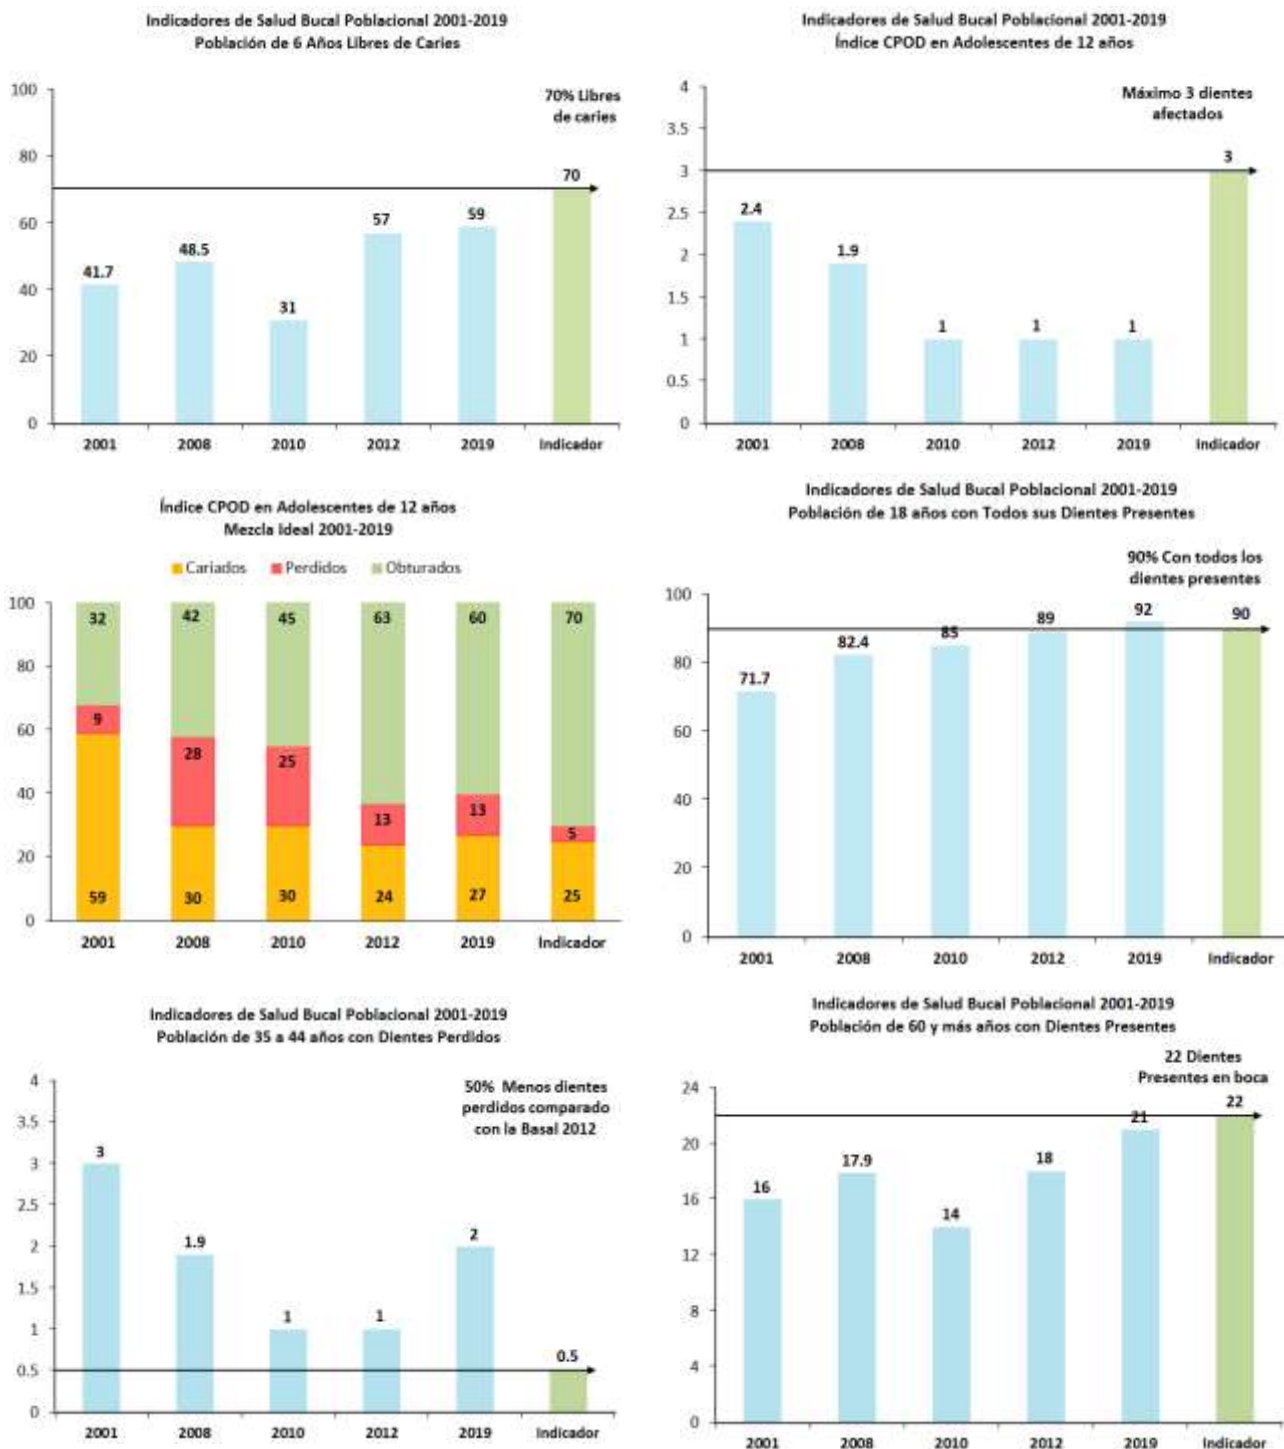 Indicadores de Salud Bucal Poblacional 2001-2019
Población de 6 Años Libres de Caries
70% Libres
de caries
100
80
60
40
20
0
41.7
48.5
31
57
59
70
2001 2008 2010 2012 2019 Indicador
Indicadores de Salud Bucal Poblacional 2001-2019
Índice CPOD en Adolescentes de 12 años
Máximo 3 dientes
afectados
4
3.5
3
2.5
2
1.5
1
0.5
0
2.4
1.9
1
1
1
3
2001 2008 2010 2012 2019 Indicador
Índice CPOD en Adolescentes de 12 años
Mezcla Ideal 2001-2019
Cariados Perdidos Obturados
100
80
60
40
20
0
32 42 45 63 60 70
9 28 25 13 13 5
59 30 30 24 27 25
2001 2008 2010 2012 2019 Indicador
Indicadores de Salud Bucal Poblacional 2001-2019
Población de 18 años con Todos sus Dientes Presentes
90% Con todos los
dientes presentes
100
80
60
40
20
0
71.7
82.4
85
89
92
90
2001 2008 2010 2012 2019 Indicador
Indicadores de Salud Bucal Poblacional 2001-2019
Población de 35 a 44 años con Dientes Perdidos
50% Menos dientes
perdidos comparado
con la Basal 2012
4
3.5
3
2.5
2
1.5
1
0.5
0
3
1.9
1
1
2
0.5
2001 2008 2010 2012 2019 Indicador
Indicadores de Salud Bucal Poblacional 2001-2019
Población de 60 y más años con Dientes Presentes
22 Dientes
Presentes en boca
24
20
16
12
8
4
0
16
17.9
14
18
21
22
2001 2008 2010 2012 2019 Indicador